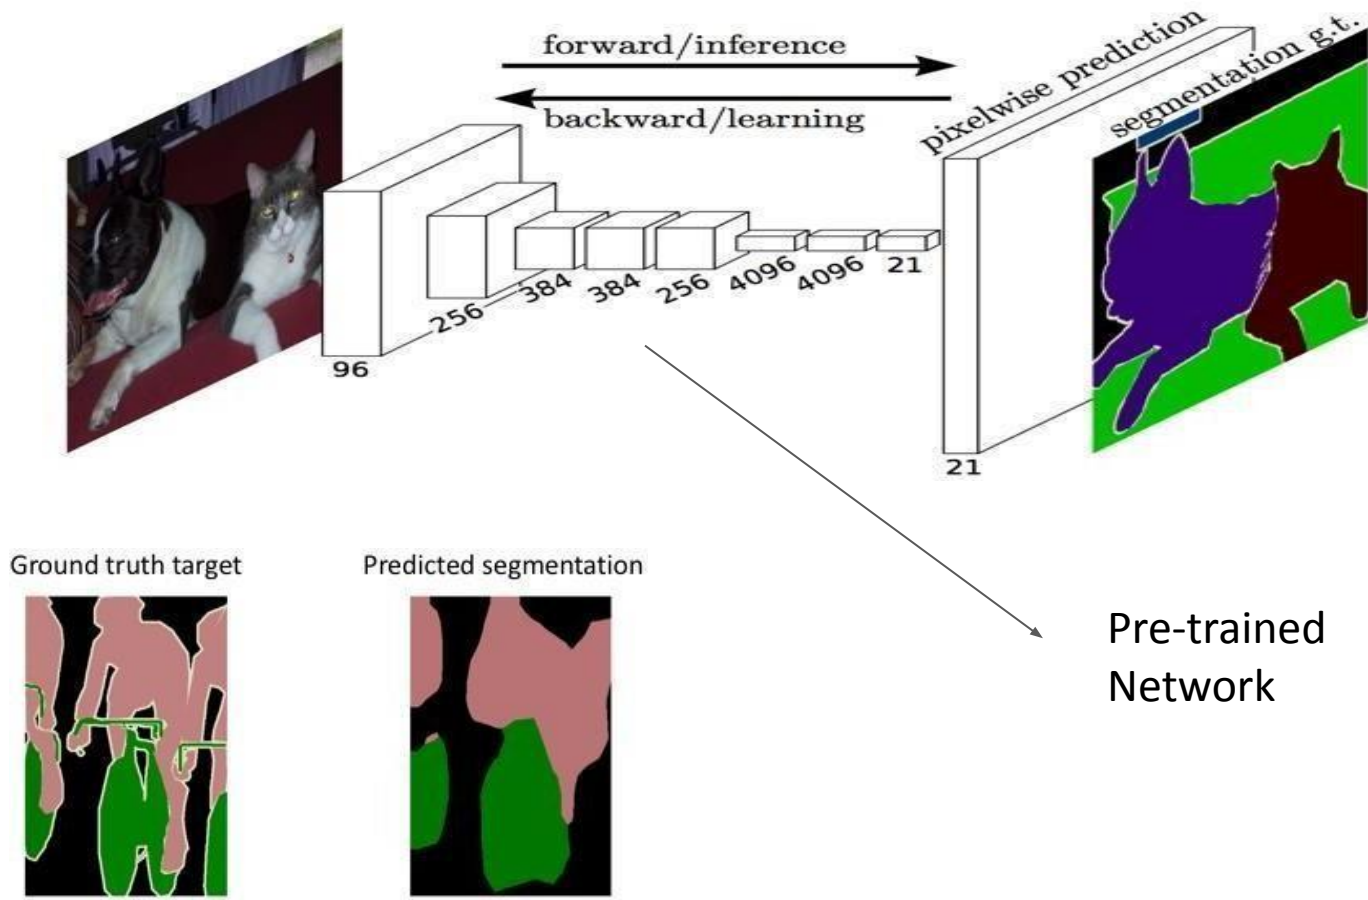 forward/inference
backward/learning
pixelwise prediction
segmentation g.t.
96
256
384
384
256
4096
4096
21
21
Ground truth target
Predicted segmentation
Pre-trained
Network